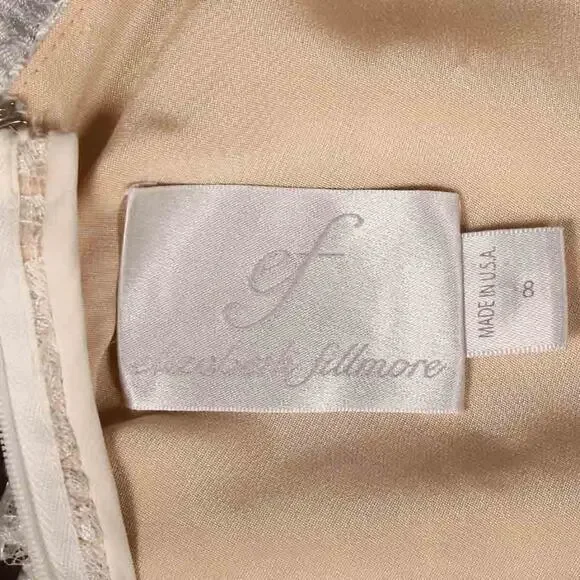 ef
elizabeth fillmore
MADE IN U.S.A.
8